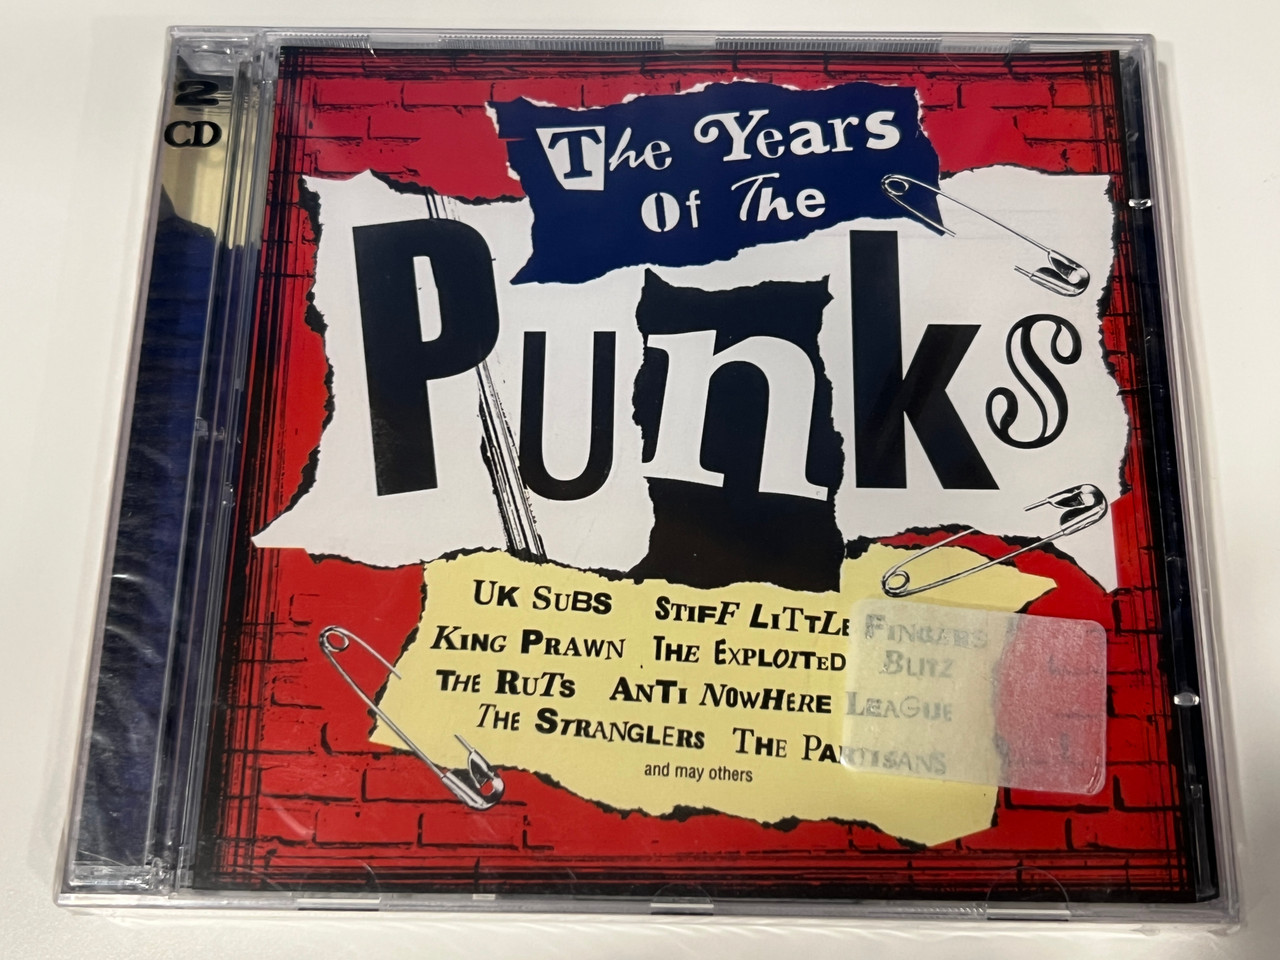 2
CD
The Years
Of The
Punks
UK SUBS STIFF LITTLE FINGERS
KING PRAWN THE EXPLOITED BLITZ
THE RUTS ANTI NOWHERE LEAGUE
THE STRANGLERS THE PARTISANS
and may others